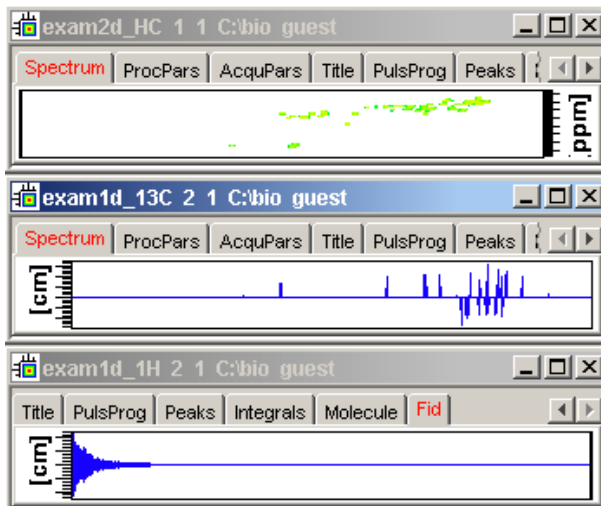 exam2d_HC 1 1 C:\bio guest
Spectrum ProcPars AcquPars Title PulsProg Peaks
[ppm]
exam1d_13C 2 1 C:\bio guest
Spectrum ProcPars AcquPars Title PulsProg Peaks
[cm]
exam1d_1H 2 1 C:\bio guest
Title PulsProg Peaks Integrals Molecule Fid
[cm]